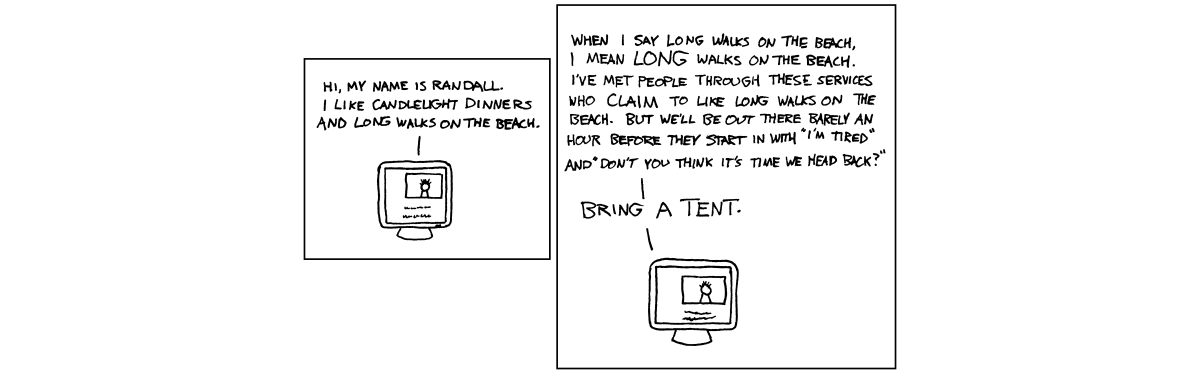 HI, MY NAME IS RANDALL.
I LIKE CANDLELIGHT DINNERS
AND LONG WALKS ON THE BEACH.
WHEN I SAY LONG WALKS ON THE BEACH,
I MEAN LONG WALKS ON THE BEACH.
I'VE MET PEOPLE THROUGH THESE SERVICES
WHO CLAIM TO LIKE LONG WALKS ON THE
BEACH. BUT WE'LL BE OUT THERE BARELY AN
HOUR BEFORE THEY START IN WITH "I'M TIRED"
AND "DON'T YOU THINK IT'S TIME WE HEAD BACK?"
BRING A TENT.